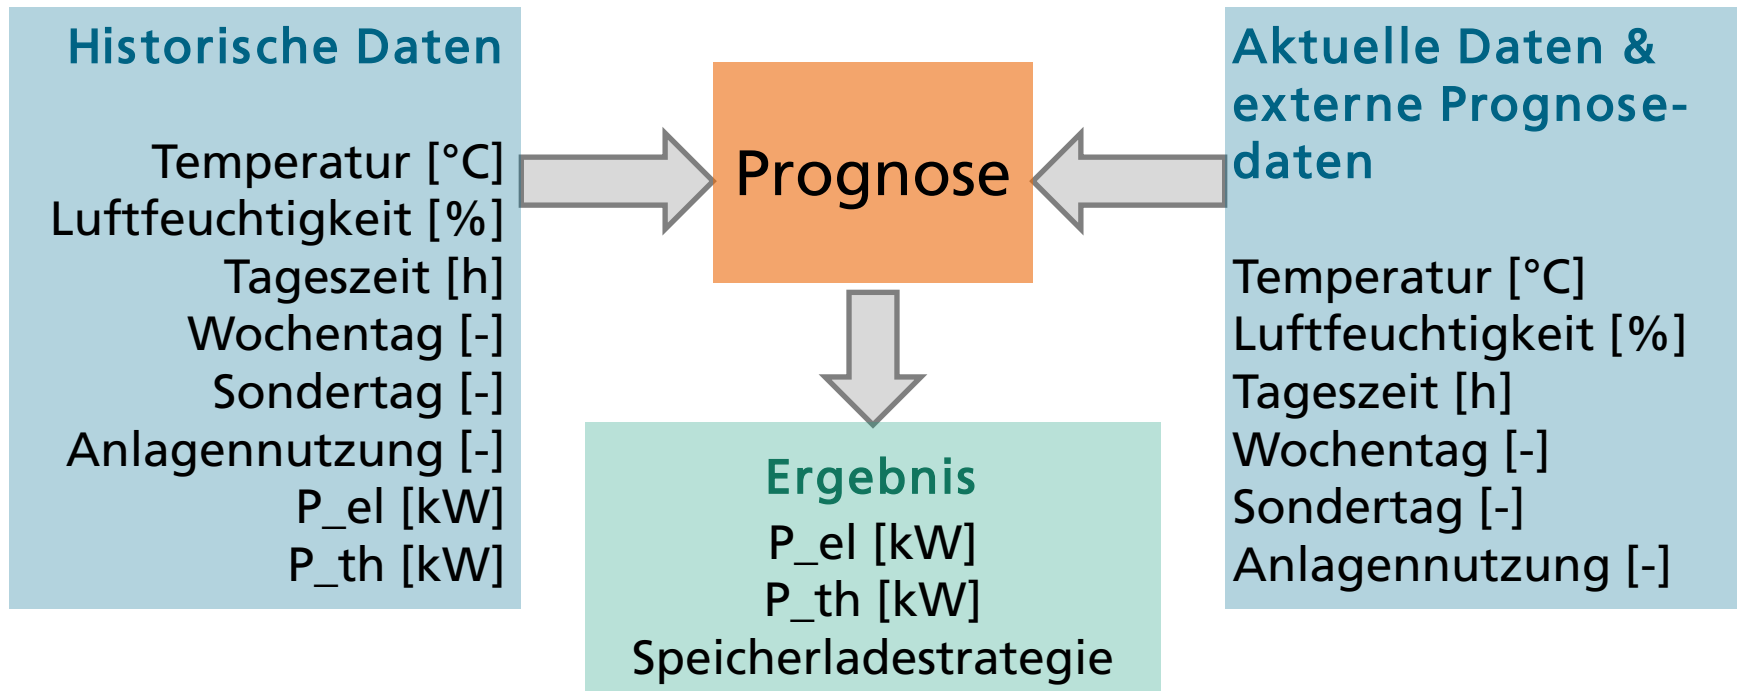 Historische Daten
Temperatur [°C]
Luftfeuchtigkeit [%]
Tageszeit [h]
Wochentag [-]
Sondertag [-]
Anlagennutzung [-]
P_el [kW]
P_th [kW]
Prognose
Aktuelle Daten &
externe Prognose-
daten
Temperatur [°C]
Luftfeuchtigkeit [%]
Tageszeit [h]
Wochentag [-]
Sondertag [-]
Anlagennutzung [-]
Ergebnis
P_el [kW]
P_th [kW]
Speicherladestrategie